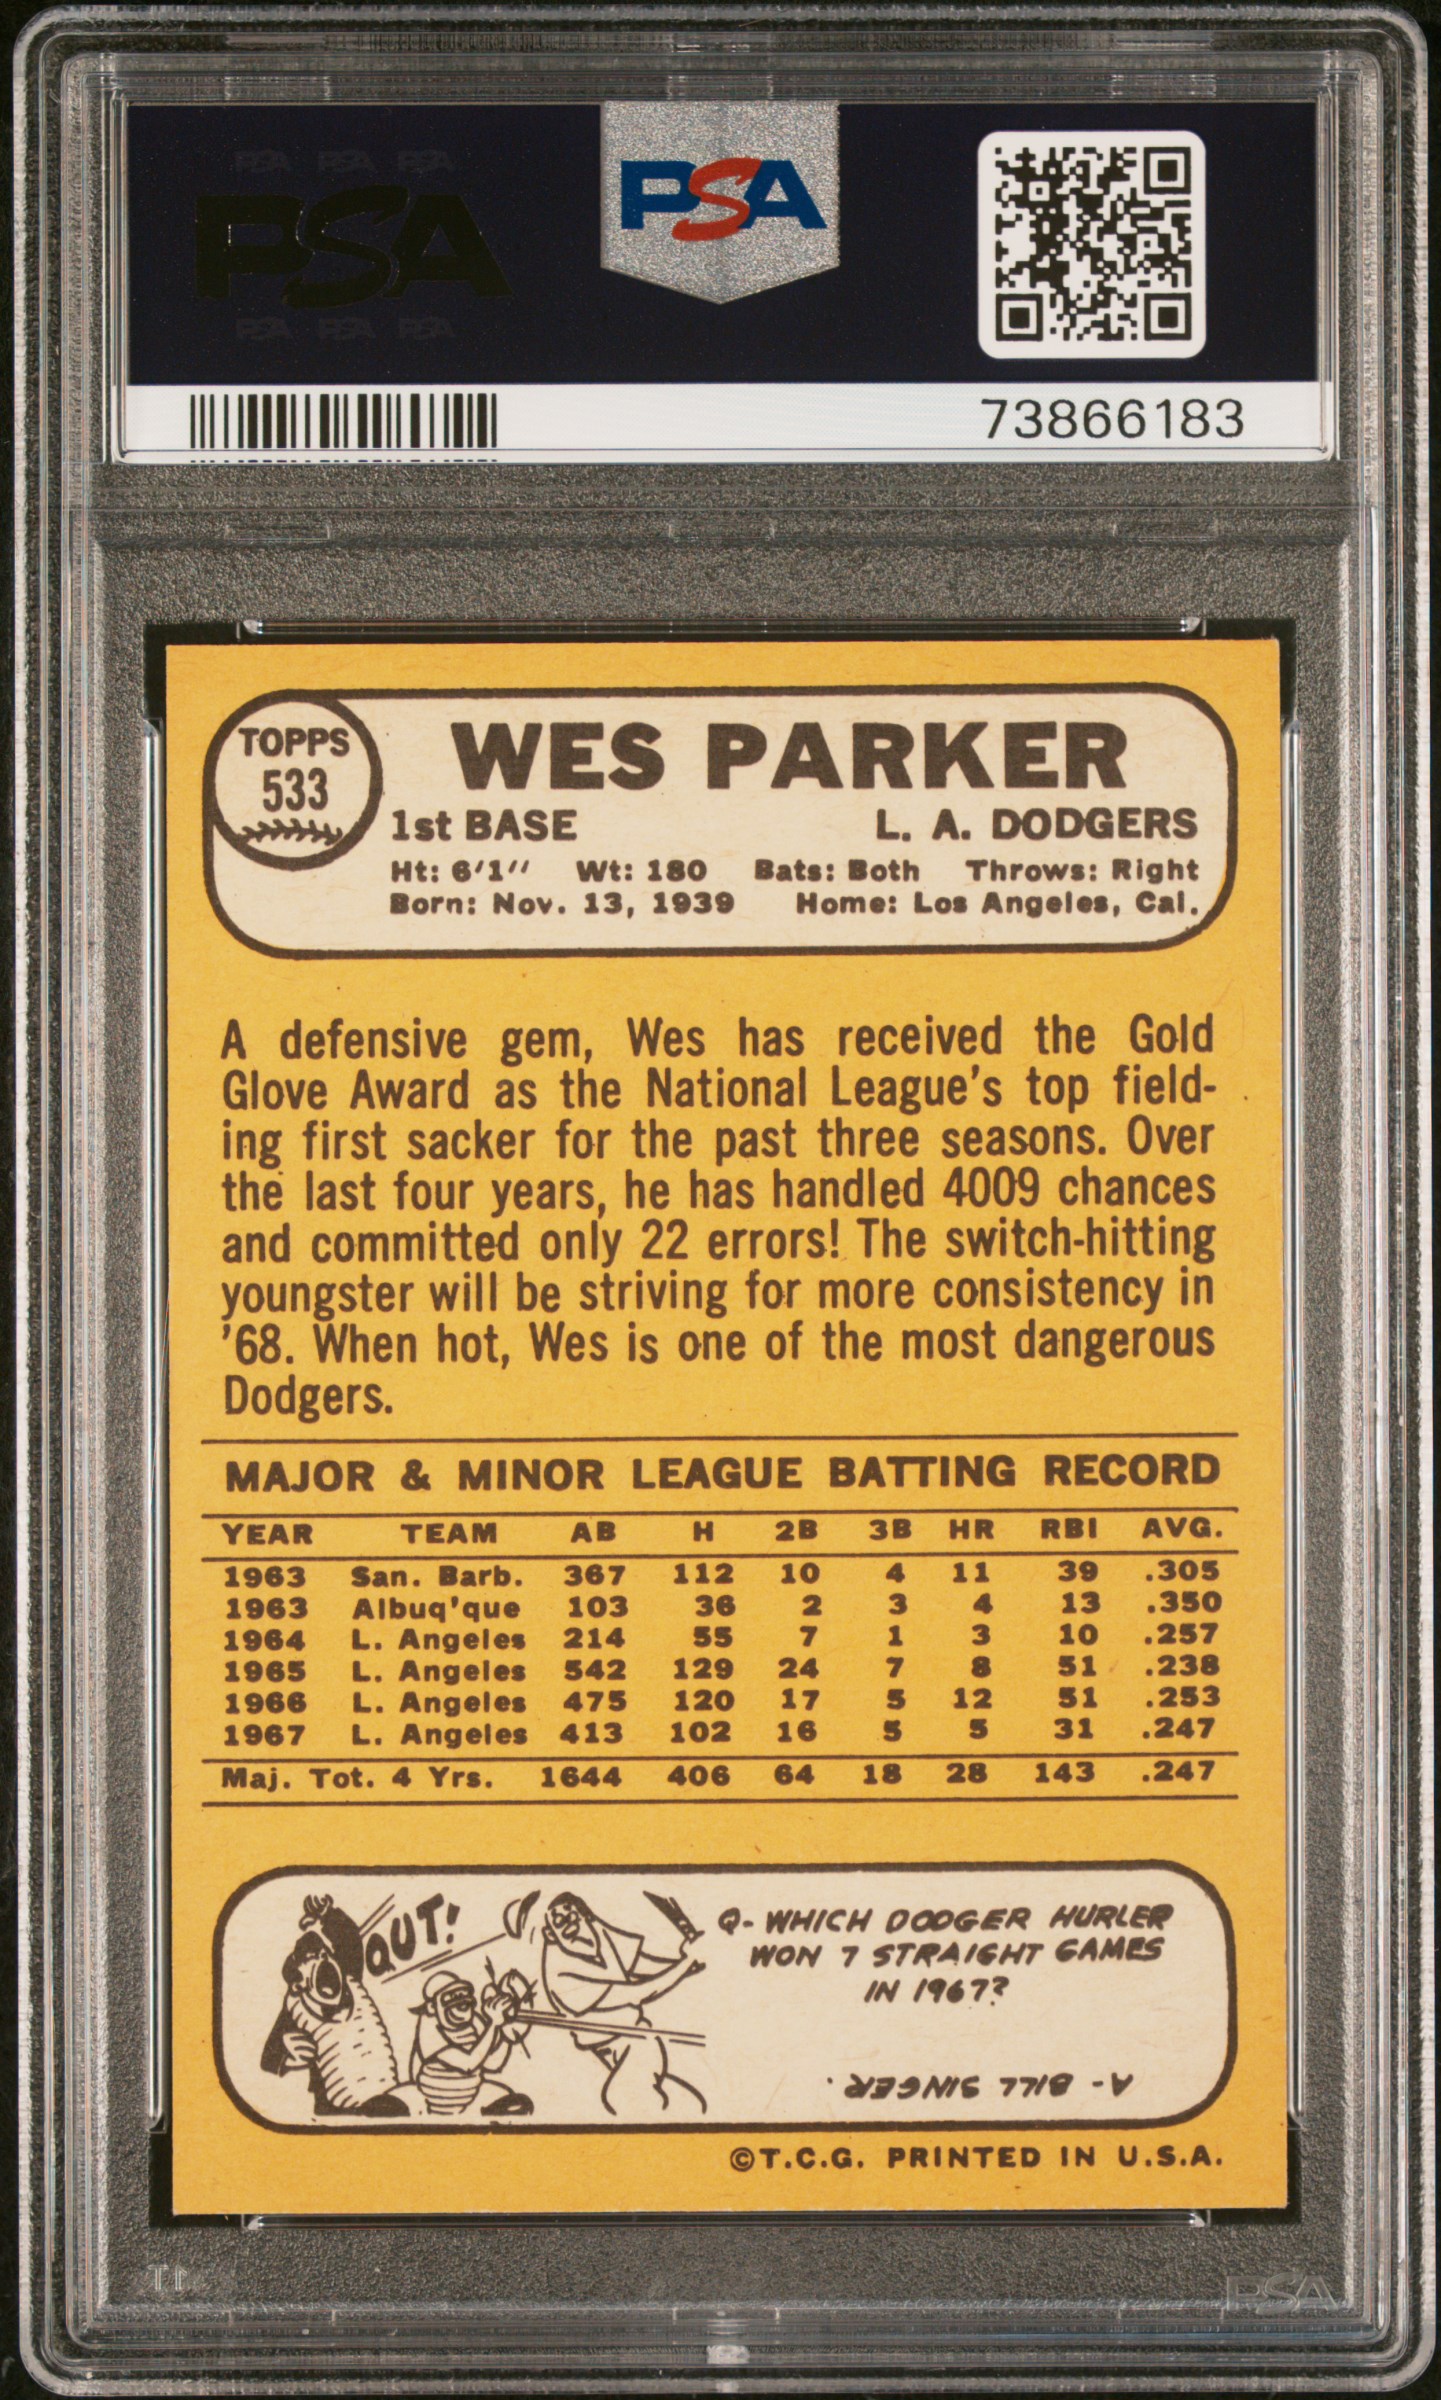 PSA PSA PSA
PSA
PSA PSA PSA
PSA
73866183
TOPPS
533
WES PARKER
1st BASE L. A. DODGERS
Ht: 6'1" Wt: 180 Bats: Both Throws: Right
Born: Nov. 13, 1939 Home: Los Angeles, Cal.
A defensive gem, Wes has received the Gold
Glove Award as the National League's top field-
ing first sacker for the past three seasons. Over
the last four years, he has handled 4009 chances
and committed only 22 errors! The switch-hitting
youngster will be striving for more consistency in
'68. When hot, Wes is one of the most dangerous
Dodgers.
MAJOR & MINOR LEAGUE BATTING RECORD
YEAR TEAM AB H 2B 3B HR RBI AVG.
1963 San. Barb. 367 112 10 4 11 39 .305
1963 Albuq'que 103 36 2 3 4 13 .350
1964 L. Angeles 214 55 7 1 3 10 .257
1965 L. Angeles 542 129 24 7 8 51 .238
1966 L. Angeles 475 120 17 5 12 51 .253
1967 L. Angeles 413 102 16 5 5 31 .247
Maj. Tot. 4 Yrs. 1644 406 64 18 28 143 .247
OUT!
Q- WHICH DODGER HURLER
WON 7 STRAIGHT GAMES
IN 1967?
A- BILL SINGER.
©T.C.G. PRINTED IN U.S.A.
PSA